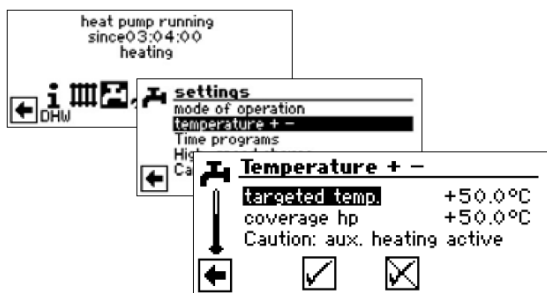 heat pump running
since03:04:00
heating
i
DHW
settings
mode of operation
temperature + -
Time programs
Temperature + -
targeted temp. +50.0°C
coverage hp +50.0°C
Caution: aux. heating active